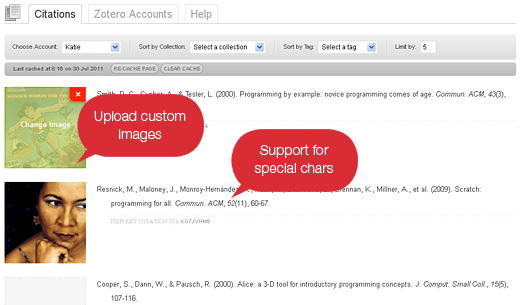 Citations
Zotero Accounts
Help
Choose Account: Katie
Sort by Collection: Select a collection
Sort by Tag: Select a tag
Limit by: 5
Last cached at 8:16 on 30 Jul 2011
RE-CACHE PAGE
CLEAR CACHE
Change Image
Smith, D. C., Cypher, A., & Tesler, L. (2000). Programming by example: novice programming comes of age. Commun. ACM, 43(3),
Upload custom
images
Support for
special chars
Resnick, M., Maloney, J., Monroy-Hernández, Brennan, K., Millner, A., et al. (2009). Scratch:
programming for all. Commun. ACM, 52(11), 60-67.
ITEM KEY (CITATION ID): KG7JVHMS
Cooper, S., Dann, W., & Pausch, R. (2000). Alice: a 3-D tool for introductory programming concepts. J. Comput. Small Coll., 15(5),
107-116.